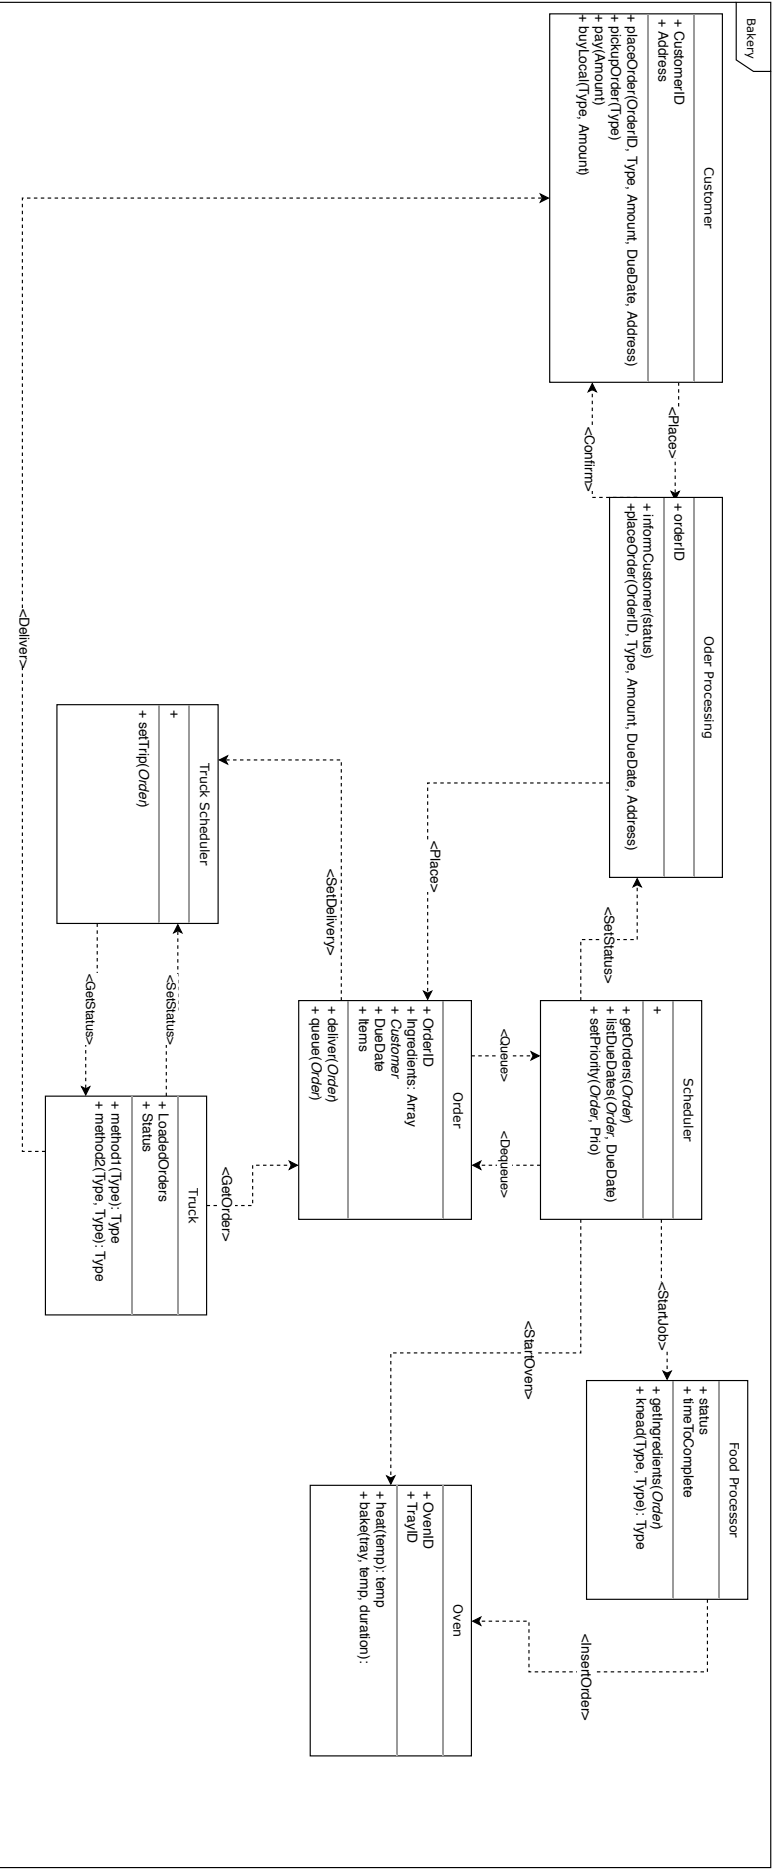 Bakery
Customer
+ CustomerID
+ Address
+ placeOrder(OrderID, Type, Amount, DueDate, Address)
+ pickupOrder(Type)
+ pay(Amount)
+ buyLocal(Type, Amount)
<Place>
<Confirm>
Oder Processing
+ orderID
+ informCustomer(status)
+placeOrder(OrderID, Type, Amount, DueDate, Address)
<SetStatus>
<Place>
Scheduler
+
+ getOrders(Order)
+ listDueDates(Order, DueDate)
+ setPriority(Order, Prio)
<Queue>
<Dequeue>
<StartJob>
<StartOven>
Food Processor
+ status
+ timeToComplete
+ getIngredients(Order)
+ knead(Type, Type): Type
<InsertOrder>
Order
+ OrderID
+ Ingredients: Array
+ Customer
+ DueDate
+ Items
+ deliver(Order)
+ queue(Order)
Oven
+ OvenID
+ TrayID
+ heat(temp): temp
+ bake(tray, temp, duration):
<SetDelivery>
<GetOrder>
Truck Scheduler
+
+ setTrip(Order)
<SetStatus>
<GetStatus>
Truck
+ LoadedOrders
+ Status
+ method1(Type): Type
+ method2(Type, Type): Type
<Deliver>